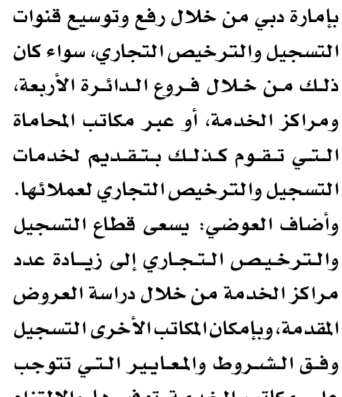 بإمارة دبي من خلال رفع وتوسيع قنوات
التسجيل والترخيص التجاري، سواء كان
ذلك من خلال فروع الدائرة الأربعة،
ومراكز الخدمة، أو عبر مكاتب المحاماة
التي تقوم كذلك بتقديم لخدمات
التسجيل والترخيص التجاري لعملائها.
وأضاف العوضي: يسعى قطاع التسجيل
والترخيص التجاري إلى زيادة عدد
مراكز الخدمة من خلال دراسة العروض
المقدمة، وبإمكان المكاتب الأخرى التسجيل
وفق الشروط والمعايير التي تتوجب